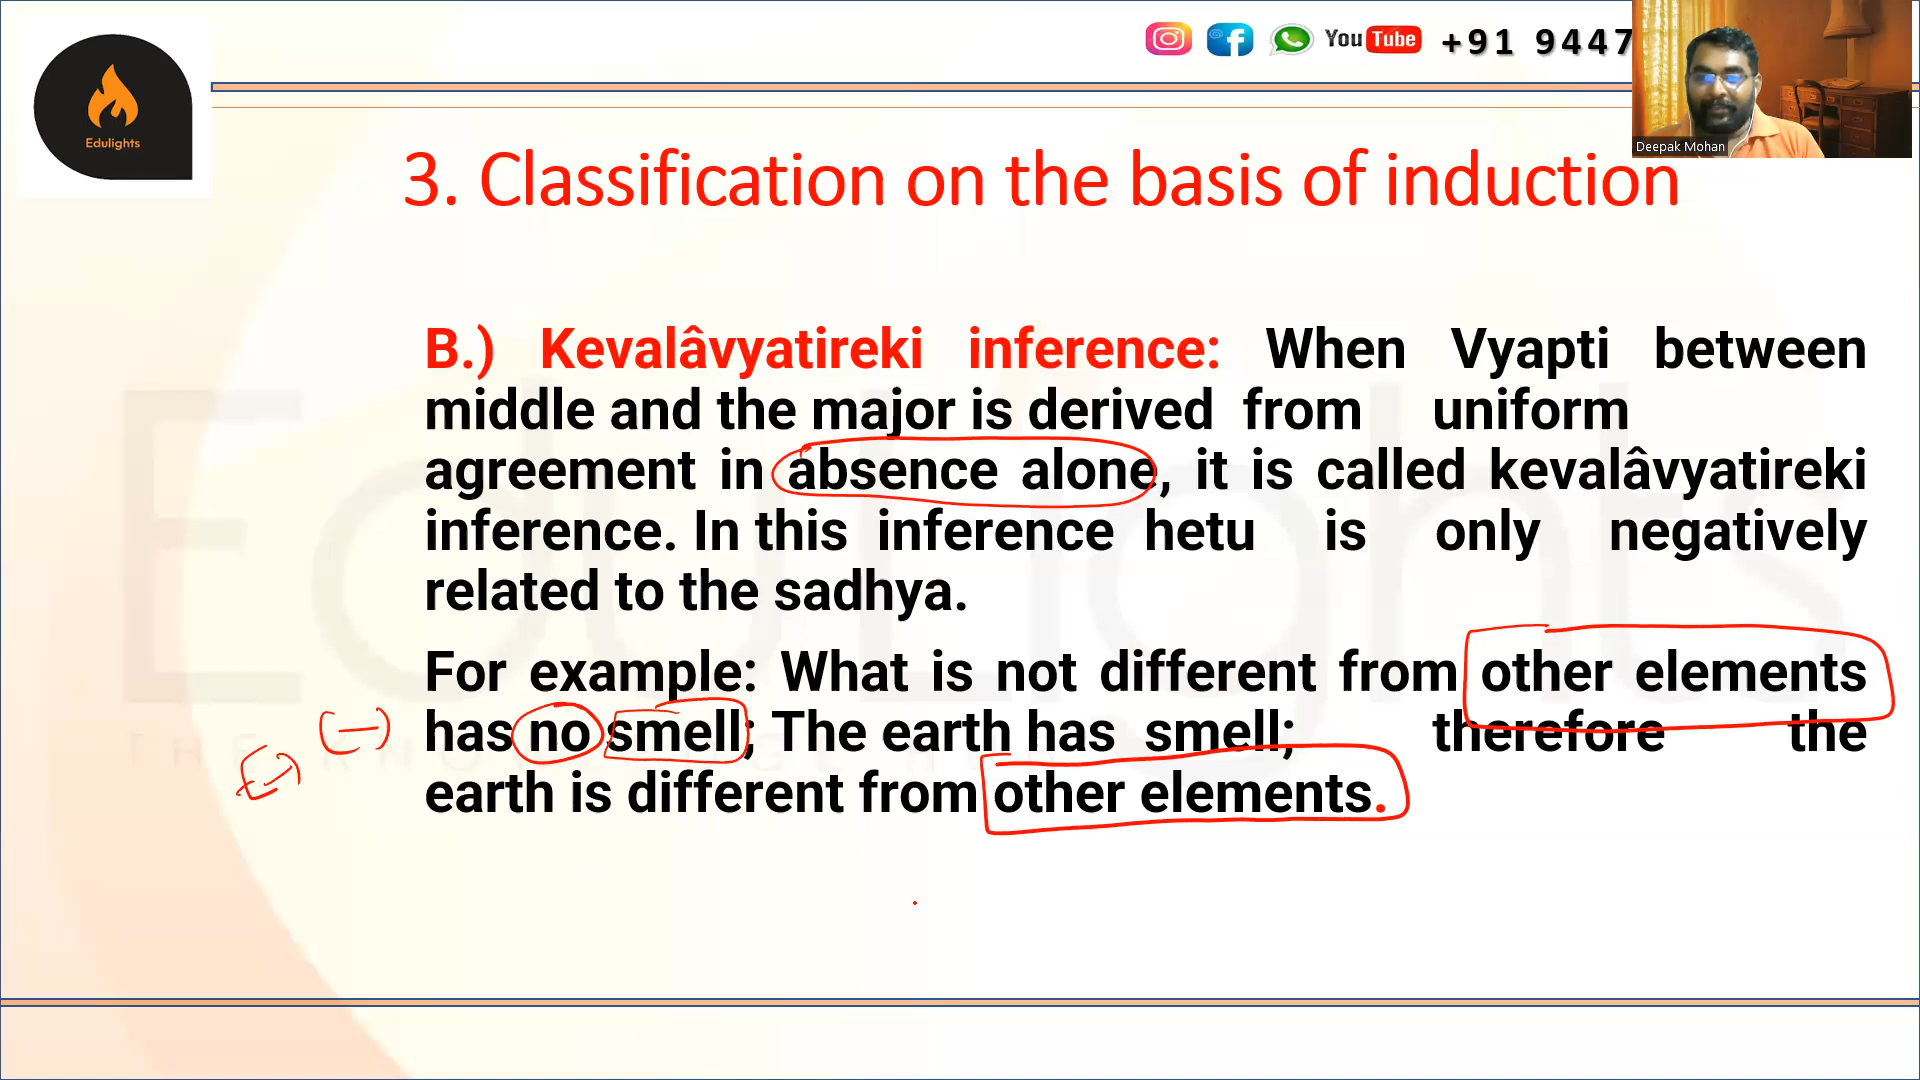 You Tube +91 9447
Edulights
Deepak Mohan
3. Classification on the basis of induction
B.) Kevalâvyatireki inference: When Vyapti between
middle and the major is derived from uniform
agreement in absence alone, it is called kevalâvyatireki
inference. In this inference hetu is only negatively
related to the sadhya.
For example: What is not different from other elements
(-) has no smell; The earth has smell; therefore the
(-) earth is different from other elements.